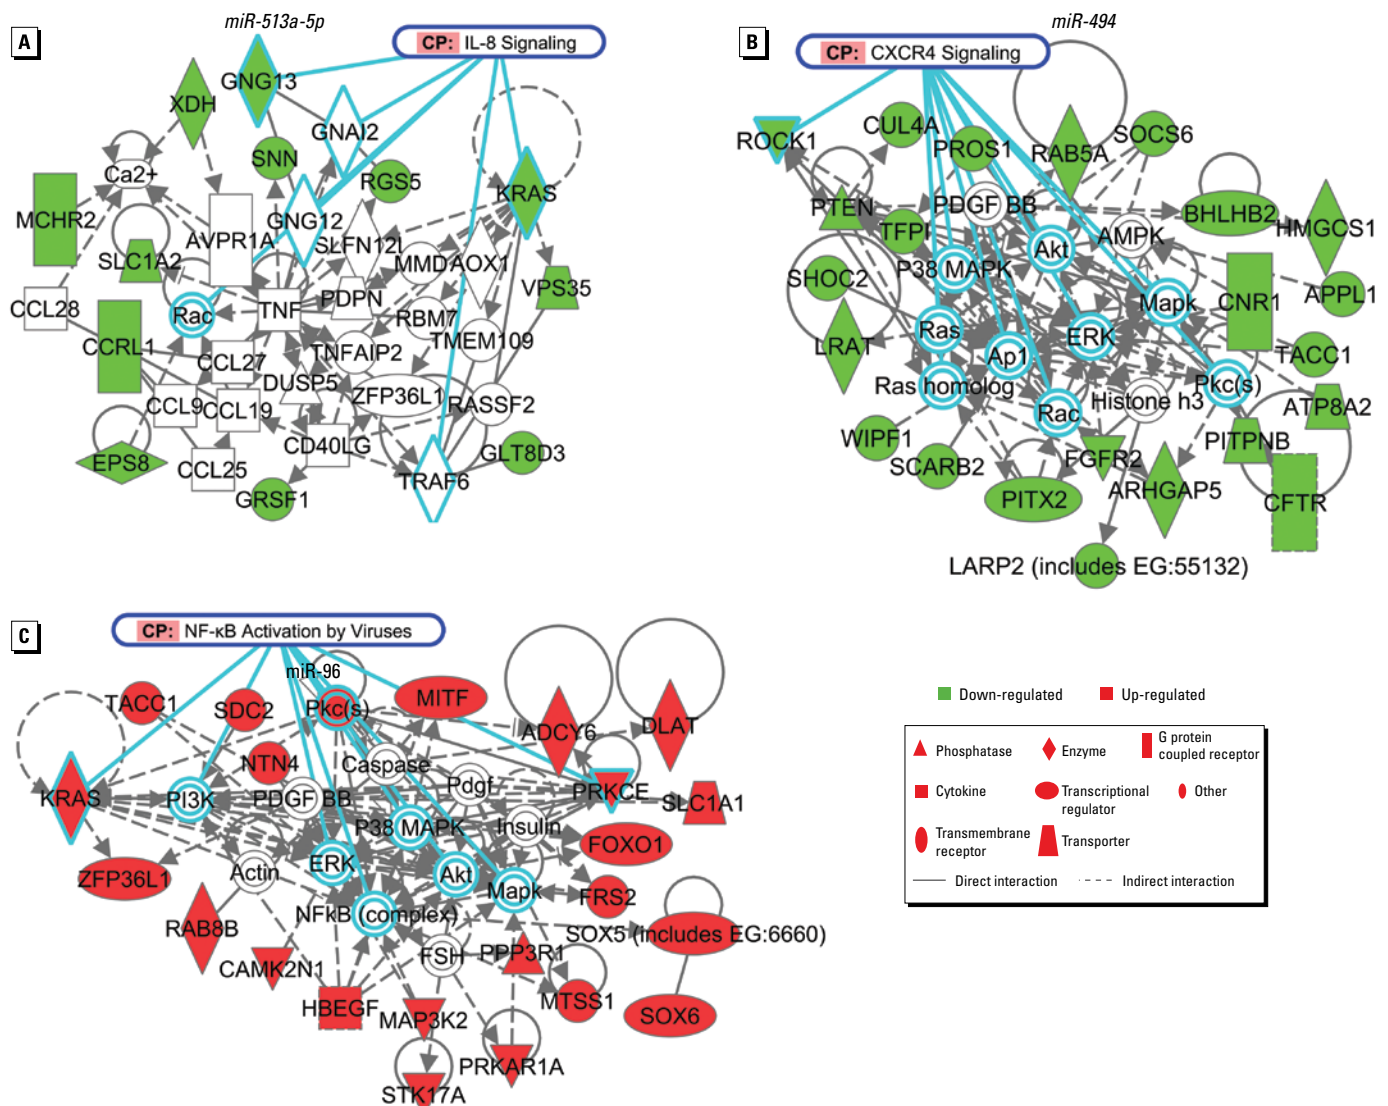 A
miR-513a-5p
CP: IL-8 Signaling
GNG13
XDH
GNAI2
SNN
RGS5
Ca2+
KRAS
MCHR2
GNG12
AVPR1A
SLFN12L
SLC1A2
MMD
AOX1
VPS35
CCL28
Rac
TNF
PDPN
RBM7
CCRL1
CCL27
TNFAIP2
TMEM109
DUSP5
ZFP36L1
RASSF2
CCL9
CCL19
CD40LG
GLT8D3
EPS8
CCL25
TRAF6
GRSF1
B
miR-494
CP: CXCR4 Signaling
ROCK1
CUL4A
PROS1
RAB5A
SOCS6
PTEN
PDGF BB
BHLHB2
HMGCS1
TFPI
Akt
AMPK
SHOC2
P38 MAPK
Mapk
CNR1
APPL1
Ras
ERK
LRAT
Ap1
TACC1
Ras homolog
Rac
Histone h3
Pkc(s)
ATP8A2
WIPF1
SCARB2
FGFR2
PITPNB
PITX2
ARHGAP5
CFTR
LARP2 (includes EG:55132)
C
CP: NF-κB Activation by Viruses
miR-96
TACC1
SDC2
Pkc(s)
MITF
ADCY6
DLAT
NTN4
Caspase
KRAS
PI3K
PDGF BB
Pdgf
PRKCE
SLC1A1
P38 MAPK
Insulin
FOXO1
ZFP36L1
Actin
ERK
Akt
Mapk
FRS2
RAB8B
NFkB (complex)
SOX5 (includes EG:6660)
CAMK2N1
FSH
PPP3R1
HBEGF
MAP3K2
MTSS1
SOX6
PRKAR1A
STK17A
Down-regulated
Up-regulated
Phosphatase
Enzyme
G protein
coupled receptor
Cytokine
Transcriptional
regulator
Other
Transmembrane
receptor
Transporter
Direct interaction
Indirect interaction